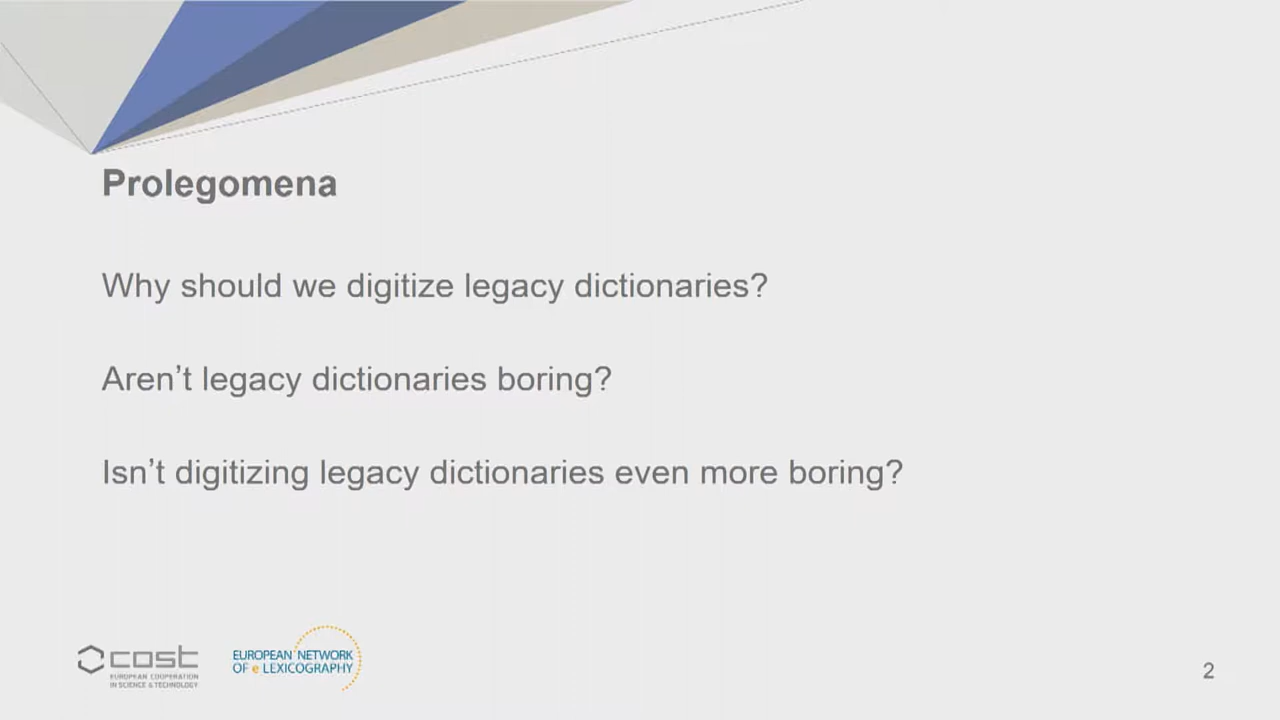 Prolegomena
Why should we digitize legacy dictionaries?
Aren’t legacy dictionaries boring?
Isn’t digitizing legacy dictionaries even more boring?
cost
EUROPEAN COOPERATION
IN SCIENCE & TECHNOLOGY
EUROPEAN NETWORK
OF e LEXICOGRAPHY
2